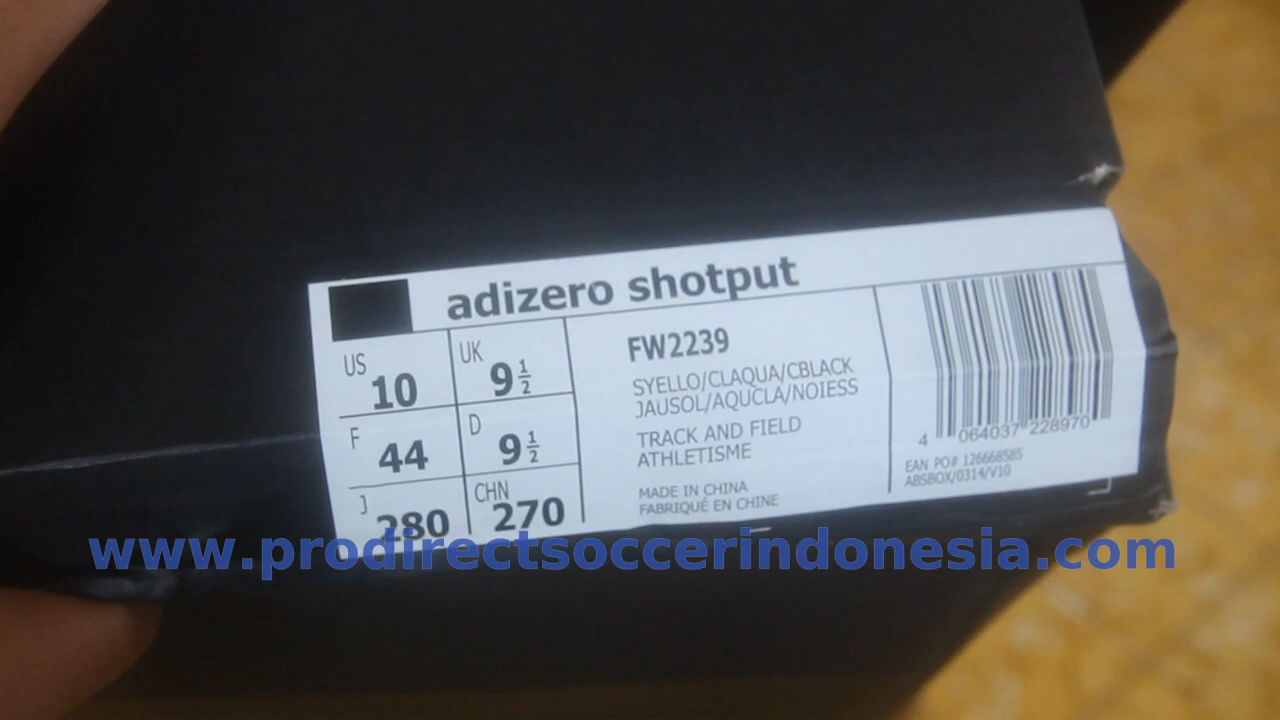 adizero shotput
US 10
UK 9 1/2
F 44
D 9 1/2
J 280
CHN 270
FW2239
SYELLO/CLAQUA/CBLACK
JAUSOL/AQUCLA/NOIESS
TRACK AND FIELD
ATHLETISME
MADE IN CHINA
FABRIQUÉ EN CHINE
4 064037 228970
EAN PO# 126668585
ABSBOX/0314/V10
www.prodirectsoccerindonesia.com